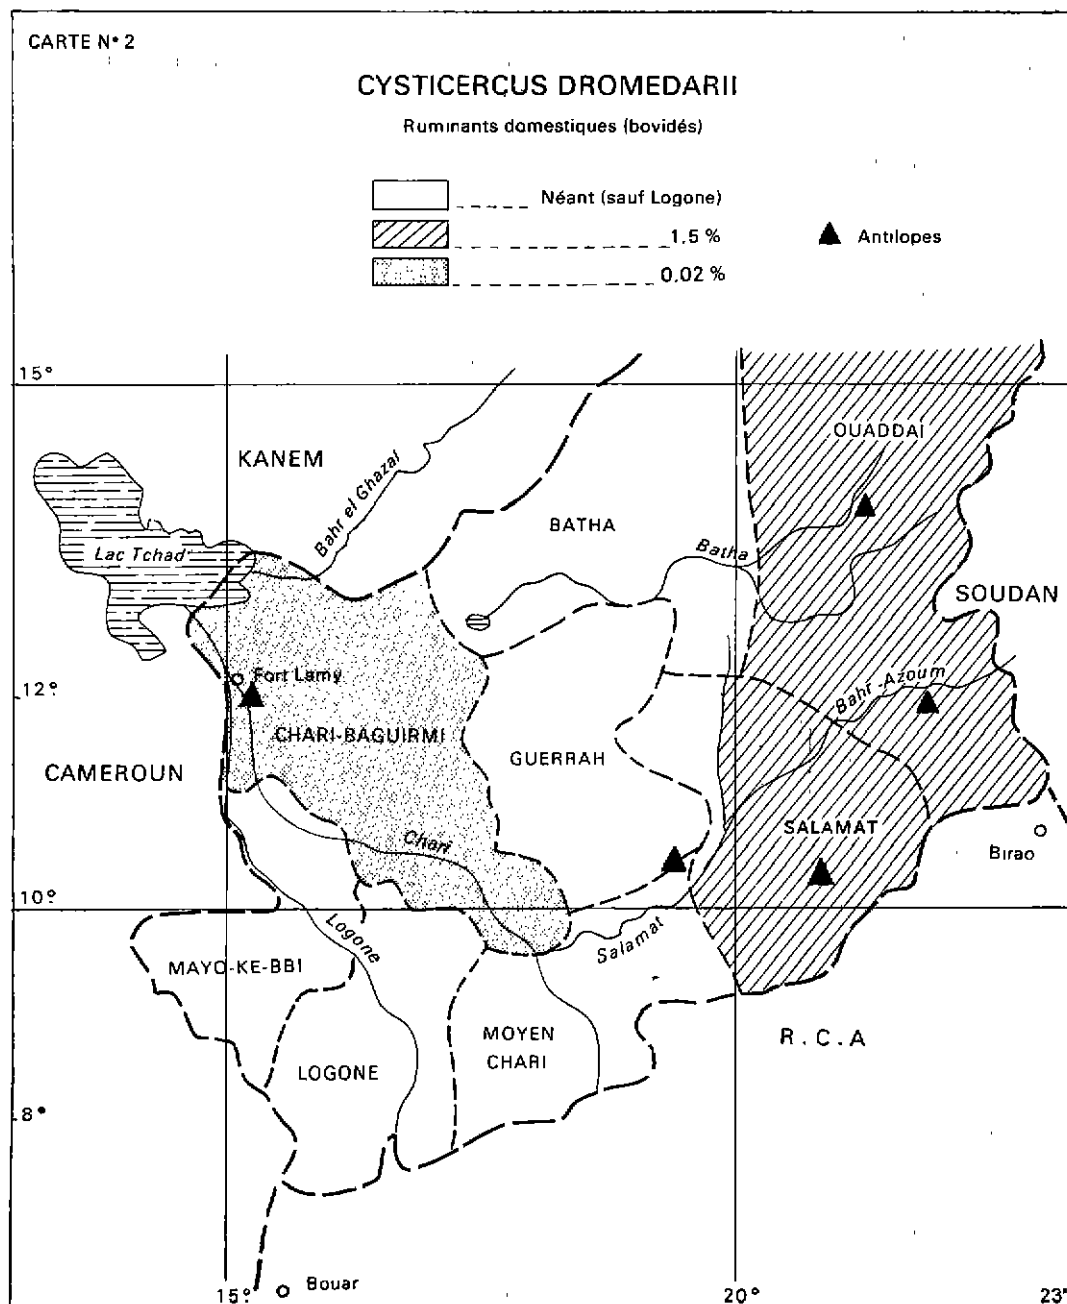 CARTE N° 2
CYSTICERCUS DROMEDARII
Ruminants domestiques (bovidés)
Néant (sauf Logone)
1.5 %
Antilopes
0,02 %
15°
OUADDAÏ
KANEM
Bahr el Ghazal
BATHA
Batha
Lac Tchad
SOUDAN
Fort Lamy
12°
Bahr-Azoum
CHARI-BAGUIRMI
GUERRAH
CAMEROUN
SALAMAT
Chari
Birao
10°
Logone
Salamat
MAYO-KE-BBI
MOYEN
CHARI
R.C.A
LOGONE
8°
Bouar
15°
20°
23°